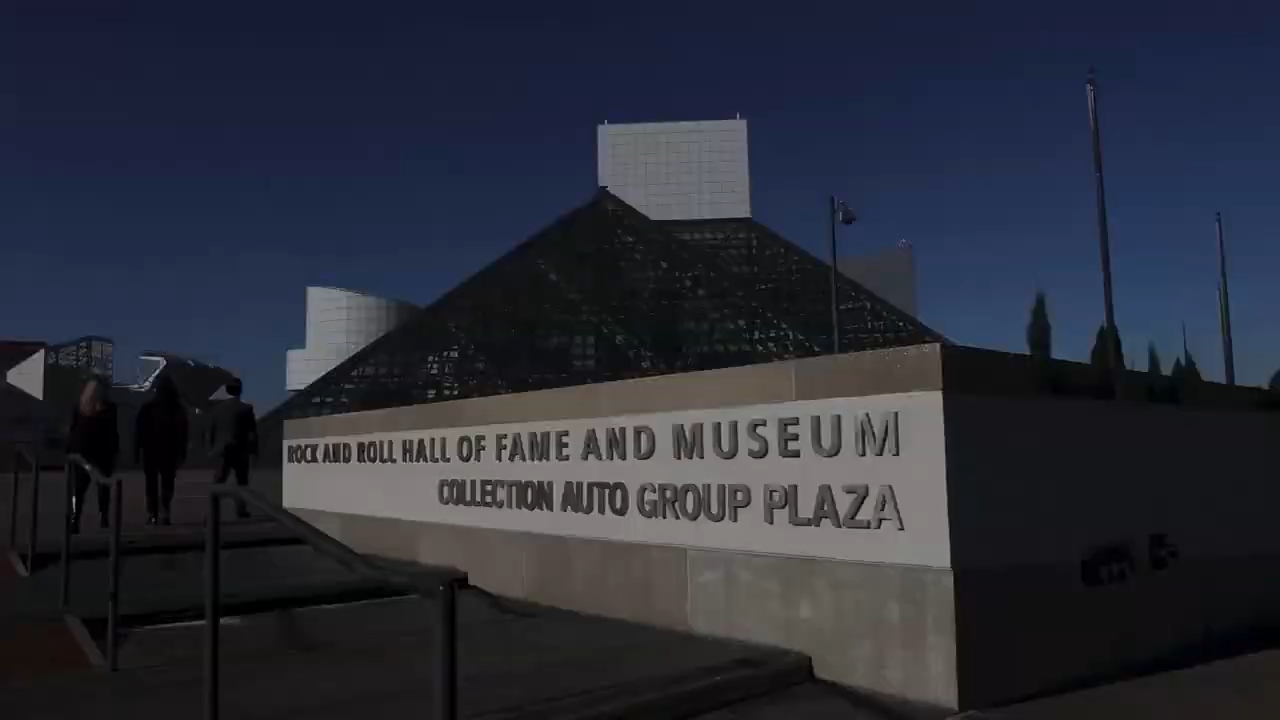 ROCK AND ROLL HALL OF FAME AND MUSEUM
COLLECTION AUTO GROUP PLAZA